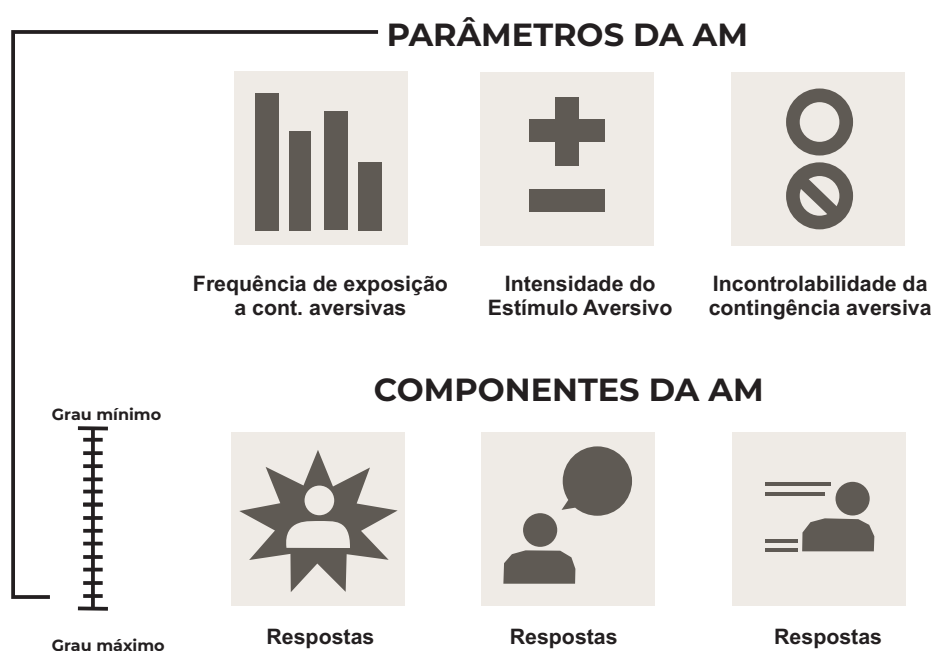 PARÂMETROS DA AM
Frequência de exposição
a cont. aversivas
Intensidade do
Estímulo Aversivo
Incontrolabilidade da
contingência aversiva
COMPONENTES DA AM
Grau mínimo
Grau máximo
Respostas
Respostas
Respostas